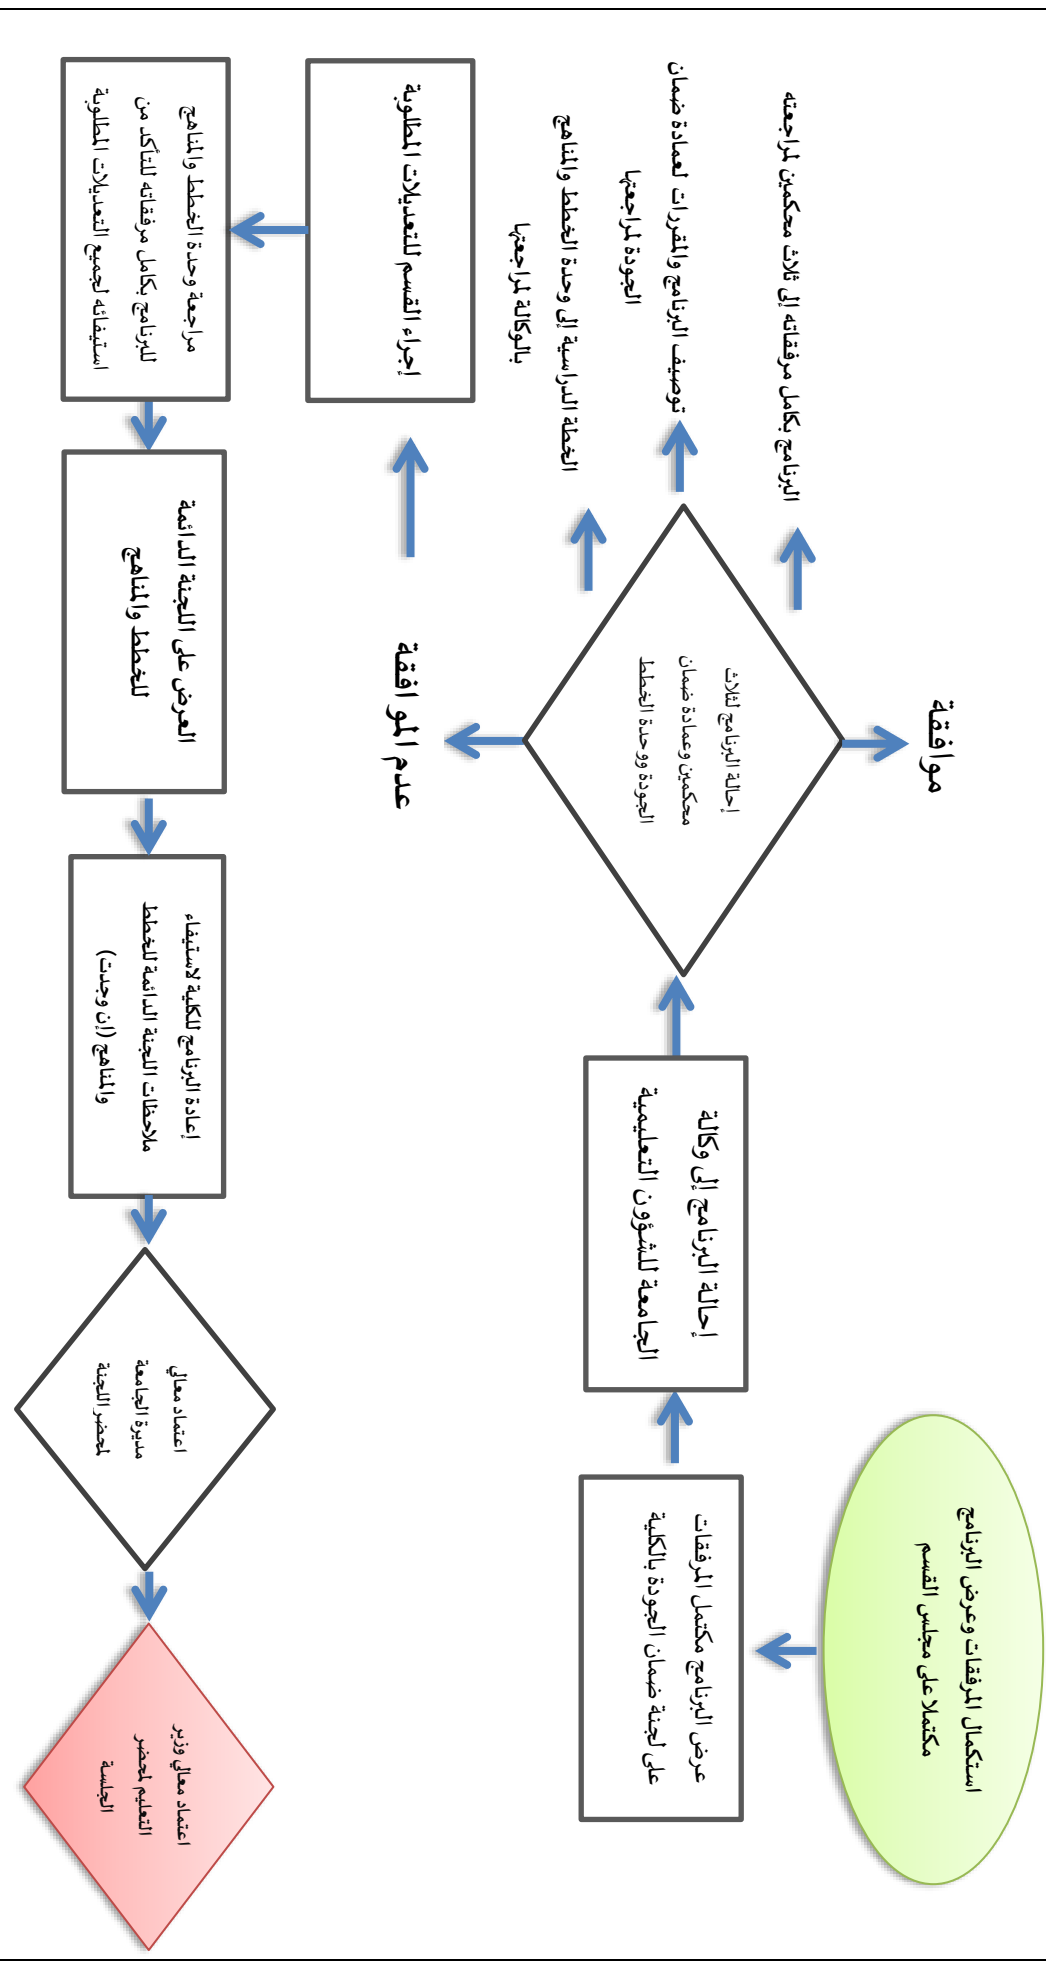 استكمال المرفقات وعرض البرنامج
مكتملا على مجلس القسم
عرض البرنامج مكتمل المرفقات
على لجنة ضمان الجودة بالكلية
إحالة البرنامج إلى وكالة
الجامعة للشؤون التعليمية
إحالة البرنامج لثلاث
محكمين وعمادة ضمان
الجودة ووحدة الخطط
موافقة
البرنامج بكامل مرفقاته إلى ثلاث محكمين لمراجعته
توصيف البرنامج والمقررات لعمادة ضمان
الجودة لمراجعتها
الخطة الدراسية إلى وحدة الخطط والمناهج
بالوكالة لمراجعتها
عدم الموافقة
إجراء القسم للتعديلات المطلوبة
مراجعة وحدة الخطط والمناهج
للبرنامج بكامل مرفقاته للتأكد من
استيفائه لجميع التعديلات المطلوبة
العرض على اللجنة الدائمة
للخطط والمناهج
إعادة البرنامج للكلية لاستيفاء
ملاحظات اللجنة الدائمة للخطط
والمناهج (إن وجدت)
اعتماد معالي
مديرة الجامعة
لمحضر اللجنة
اعتماد معالي وزير
التعليم لمحضر
الجلسة